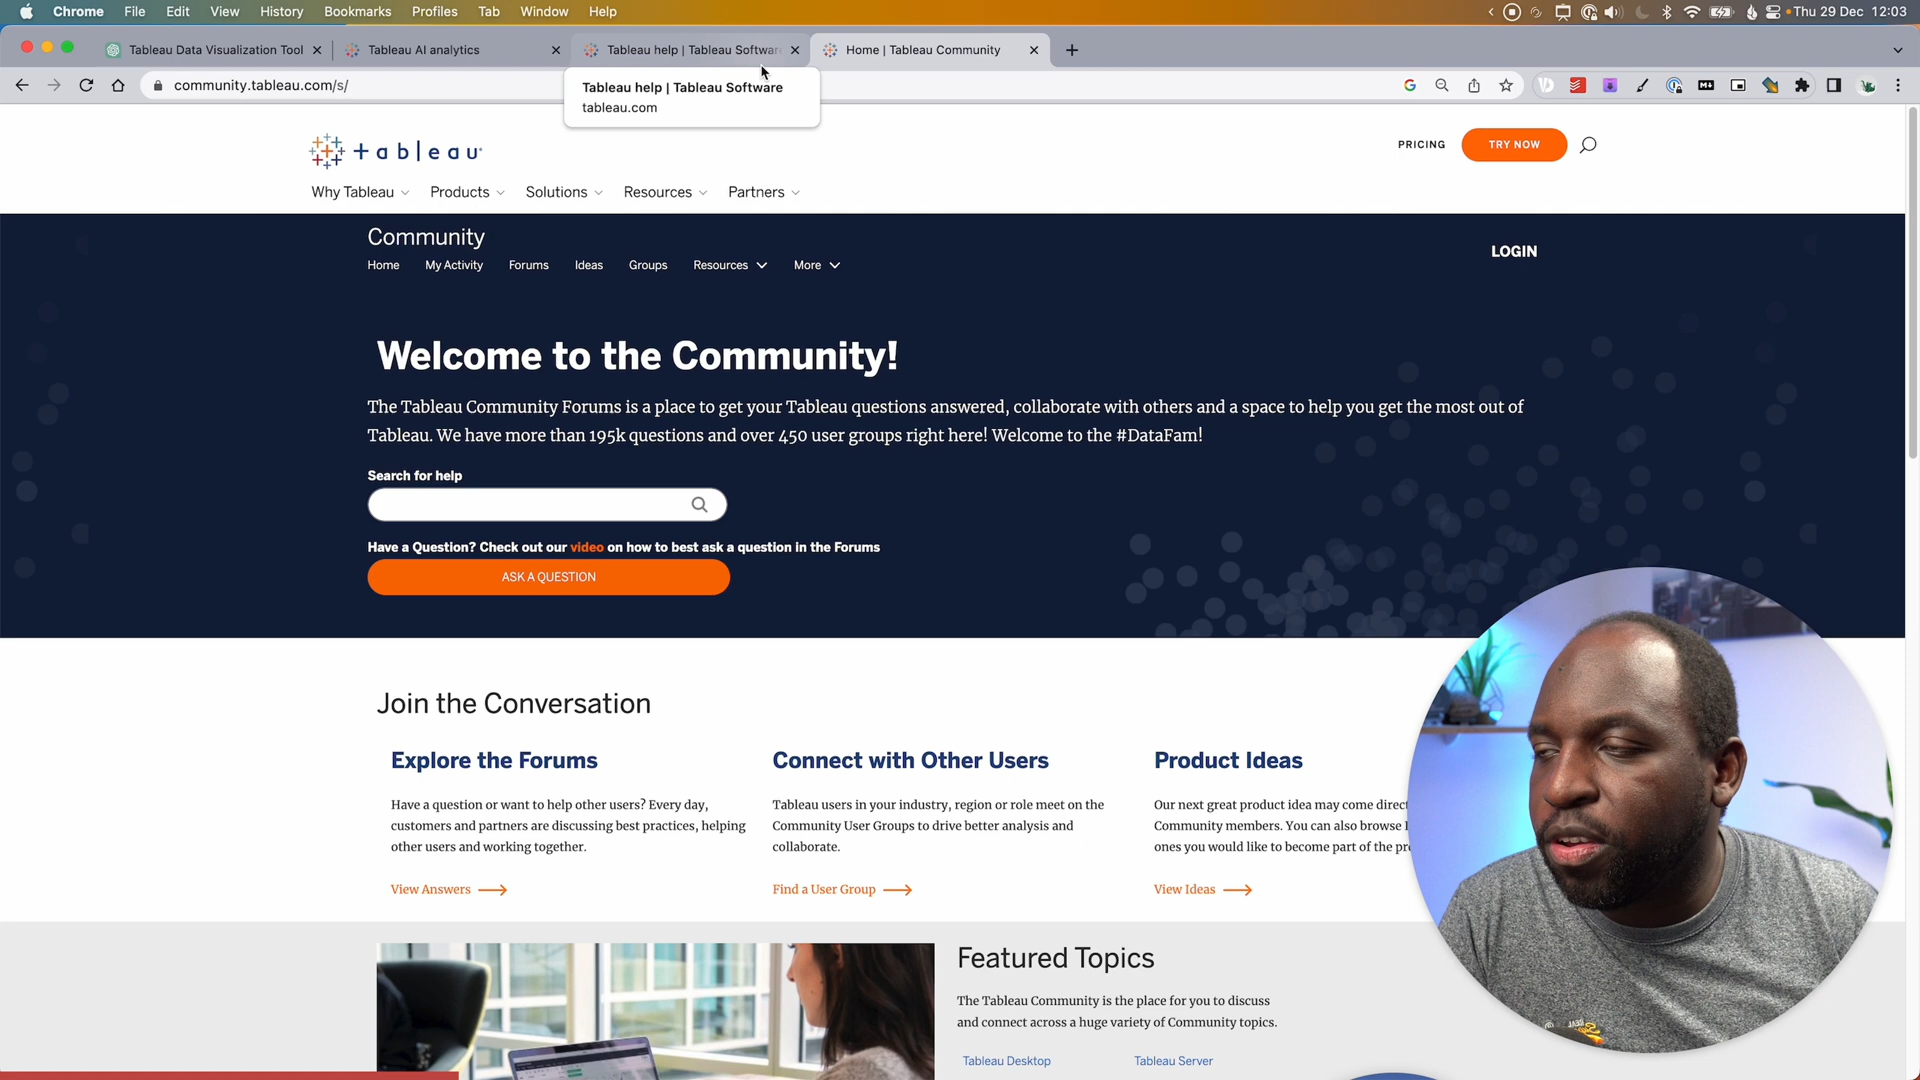 Chrome File Edit View History Bookmarks Profiles Tab Window Help Thu 29 Dec 12:03
Tableau Data Visualization Tool Tableau AI analytics Tableau help | Tableau Softwar Home | Tableau Community
community.tableau.com/s/
Tableau help | Tableau Software
tableau.com
+ a b | e a u
PRICING TRY NOW
Why Tableau Products Solutions Resources Partners
Community
LOGIN
Home My Activity Forums Ideas Groups Resources More
Welcome to the Community!
The Tableau Community Forums is a place to get your Tableau questions answered, collaborate with others and a space to help you get the most out of
Tableau. We have more than 195k questions and over 450 user groups right here! Welcome to the #DataFam!
Search for help
Have a Question? Check out our video on how to best ask a question in the Forums
ASK A QUESTION
Join the Conversation
Explore the Forums
Have a question or want to help other users? Every day,
customers and partners are discussing best practices, helping
other users and working together.
View Answers
Connect with Other Users
Tableau users in your industry, region or role meet on the
Community User Groups to drive better analysis and
collaborate.
Find a User Group
Product Ideas
Our next great product idea may come direct
Community members. You can also browse
ones you would like to become part of the pr
View Ideas
Featured Topics
The Tableau Community is the place for you to discuss
and connect across a huge variety of Community topics.
Tableau Desktop Tableau Server